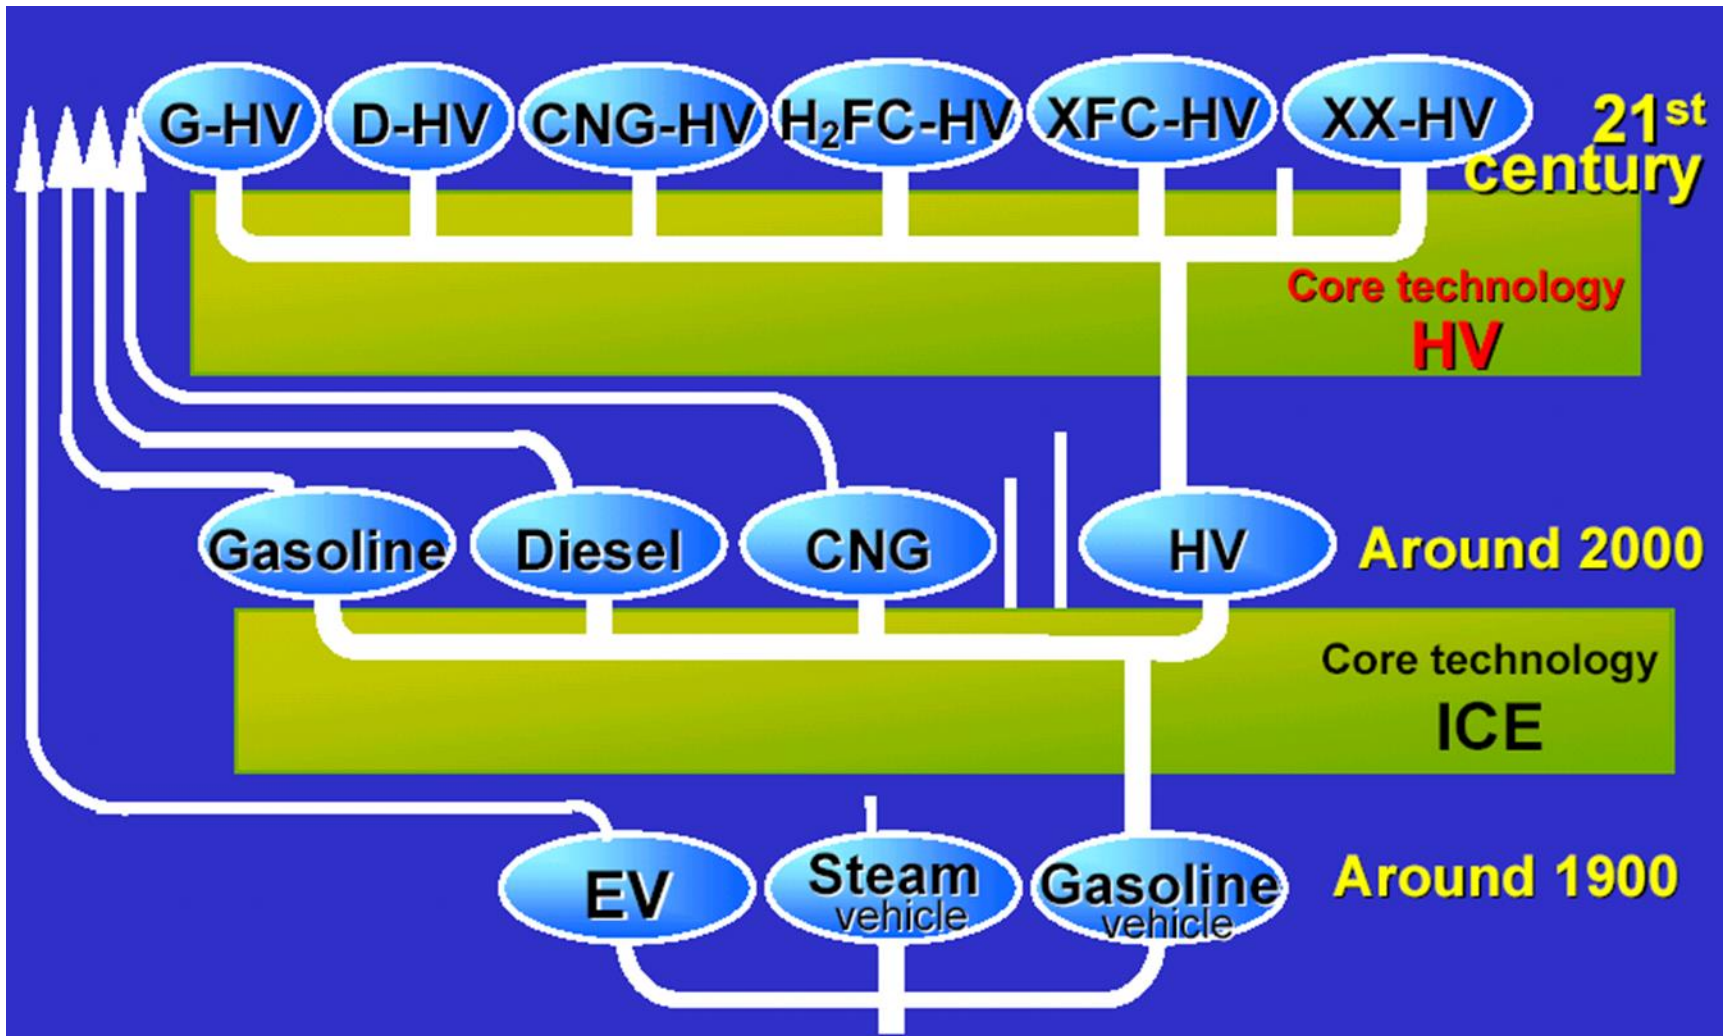 G-HV
D-HV
CNG-HV
H₂FC-HV
XFC-HV
XX-HV
21st
century
Core technology
HV
Gasoline
Diesel
CNG
HV
Around 2000
Core technology
ICE
EV
Steam
vehicle
Gasoline
vehicle
Around 1900